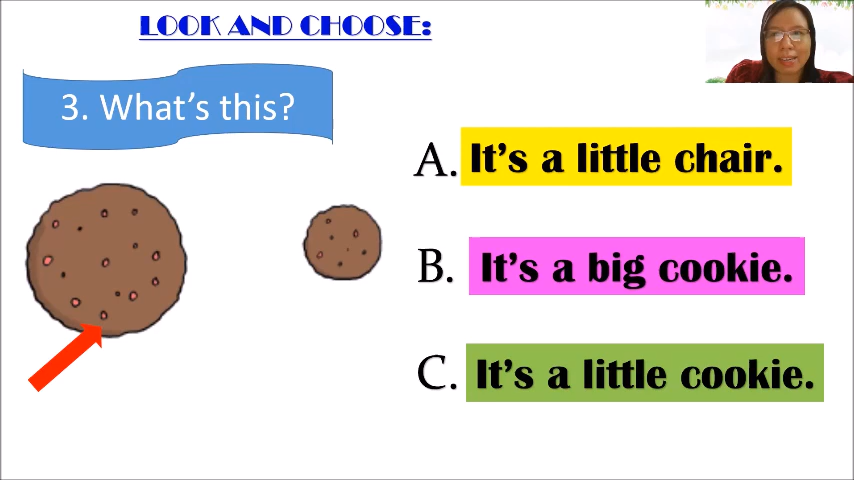 LOOK AND CHOOSE:
3. What's this?
A. It's a little chair.
B. It's a big cookie.
C. It's a little cookie.